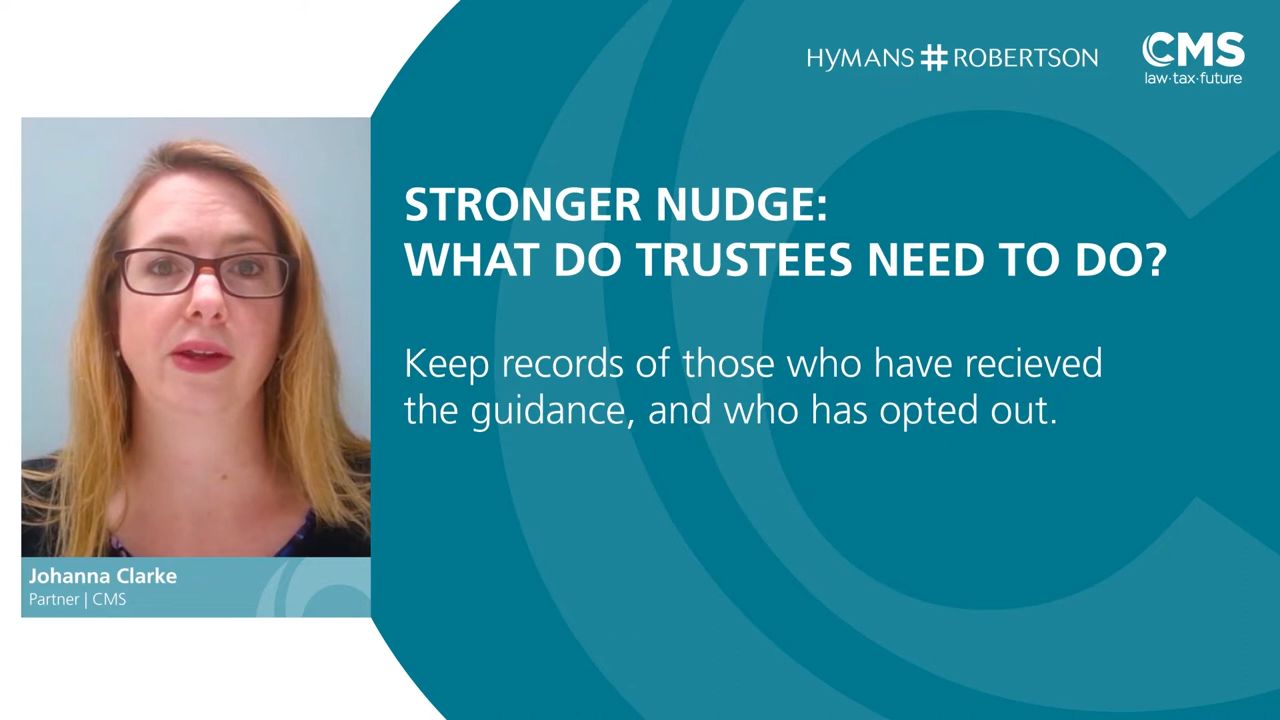 HYMANS # ROBERTSON
CMS
law·tax·future
STRONGER NUDGE:
WHAT DO TRUSTEES NEED TO DO?
Keep records of those who have recieved
the guidance, and who has opted out.
Johanna Clarke
Partner | CMS